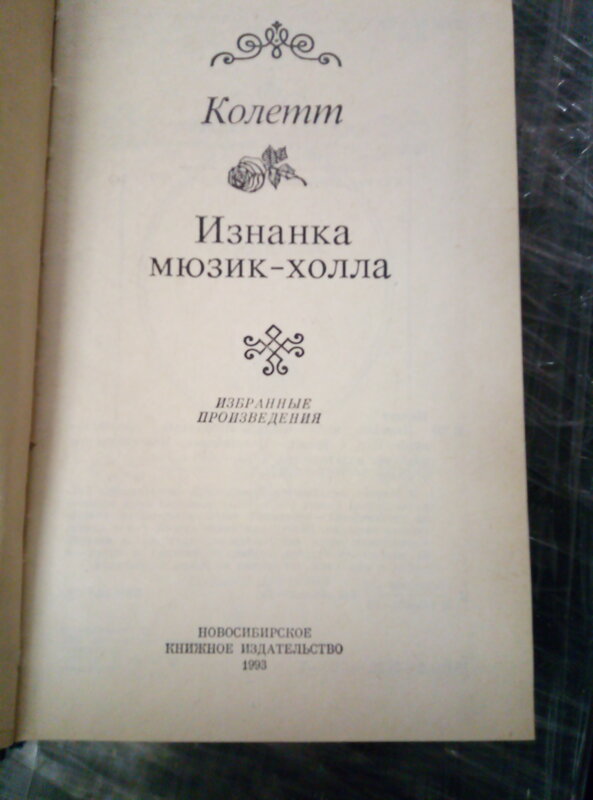 Колетт
Изнанка
мюзик-холла
ИЗБРАННЫЕ
ПРОИЗВЕДЕНИЯ
НОВОСИБИРСКОЕ
КНИЖНОЕ ИЗДАТЕЛЬСТВО
1993